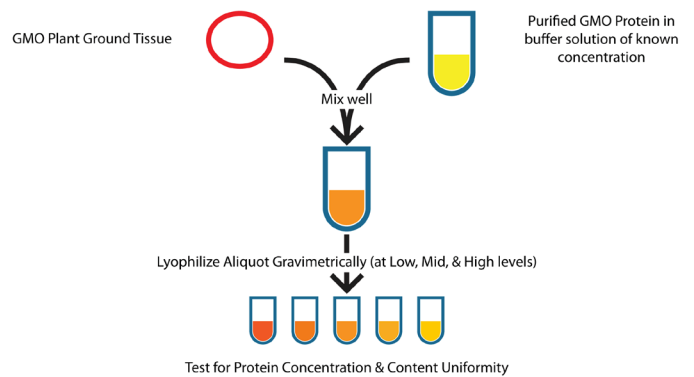 GMO Plant Ground Tissue
Purified GMO Protein in
buffer solution of known
concentration
Mix well
Lyophilize Aliquot Gravimetrically (at Low, Mid, & High levels)
Test for Protein Concentration & Content Uniformity